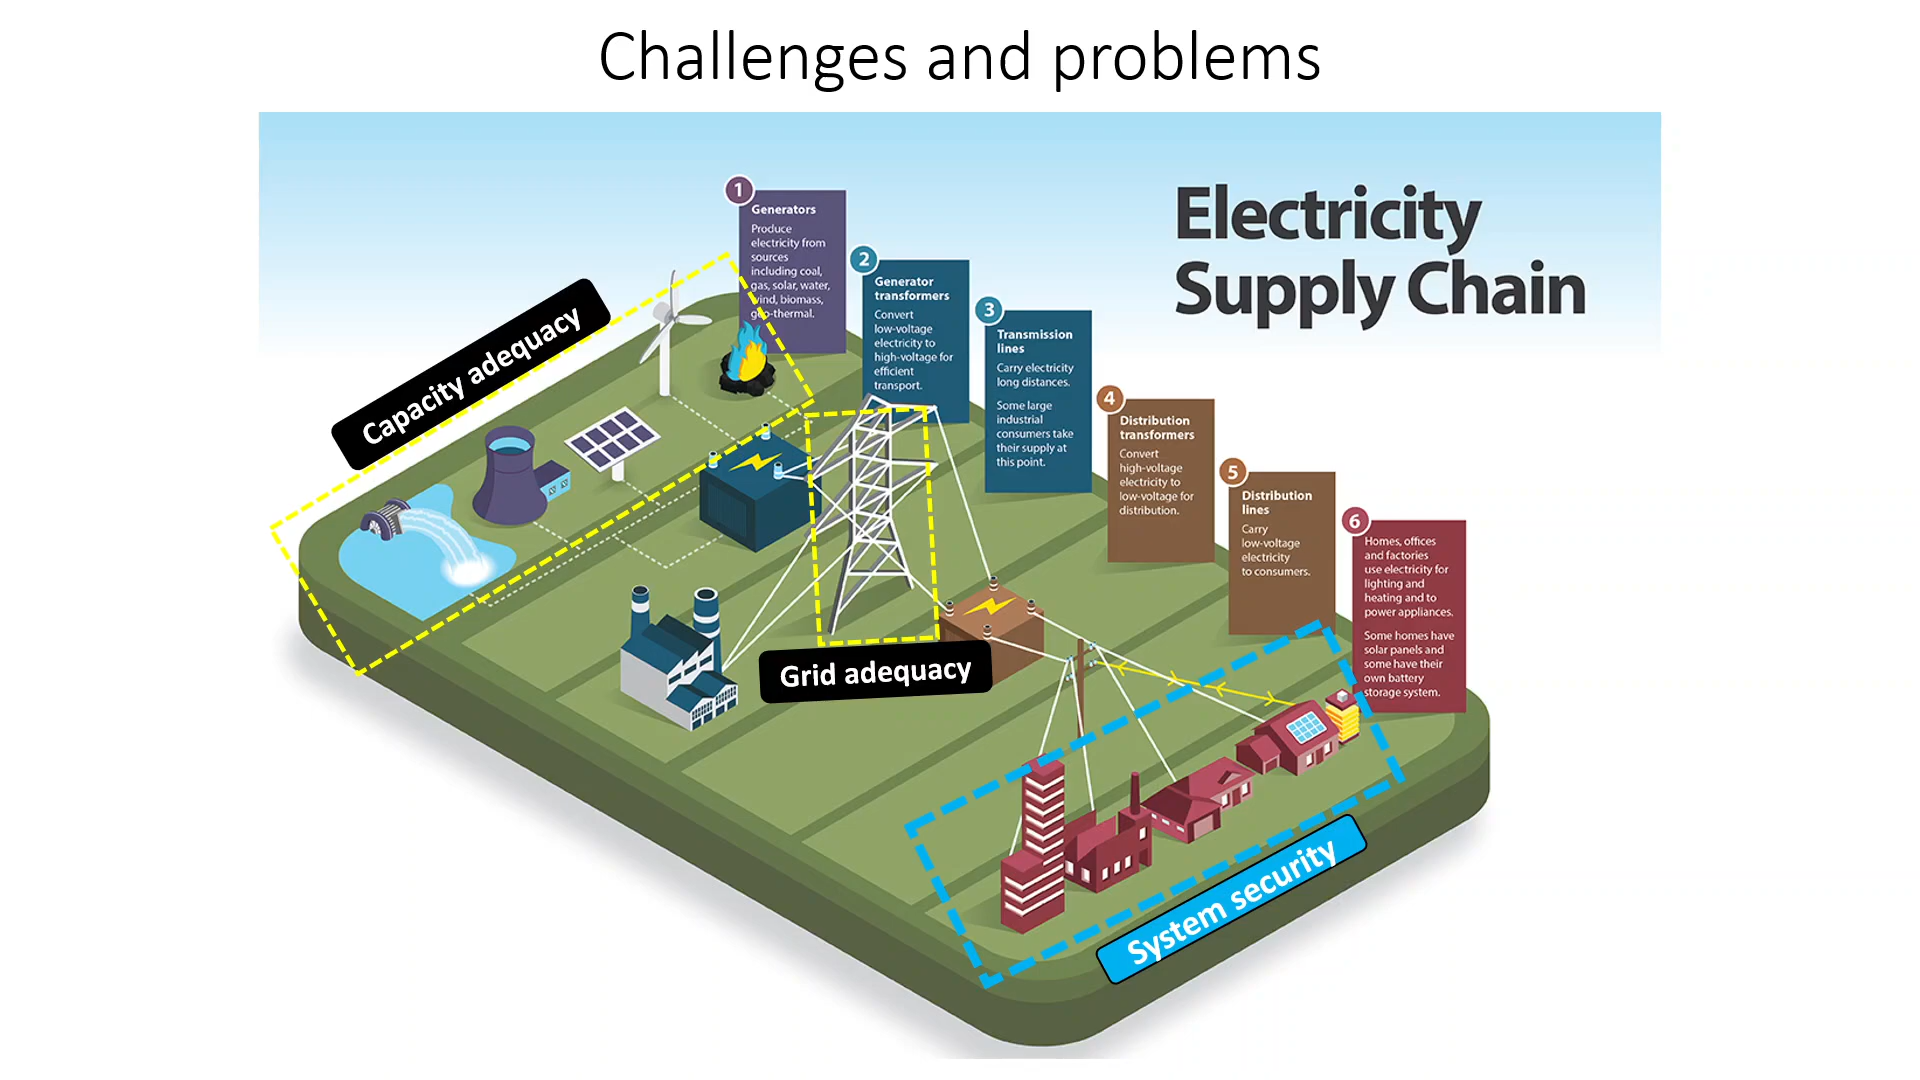 Challenges and problems
Electricity
Supply Chain
1
Generators
Produce
electricity from
sources
including coal,
gas, solar, water,
wind, biomass,
geo-thermal.
2
Generator
transformers
Convert
low-voltage
electricity to
high-voltage for
efficient
transport.
3
Transmission
lines
Carry electricity
long distances.
Some large
industrial
consumers take
their supply at
this point.
4
Distribution
transformers
Convert
high-voltage
electricity to
low-voltage for
distribution.
5
Distribution
lines
Carry
low-voltage
electricity
to consumers.
6
Homes, offices
and factories
use electricity for
lighting and
heating and to
power appliances.
Some homes have
solar panels and
some have their
own battery
storage system.
Capacity adequacy
Grid adequacy
System security